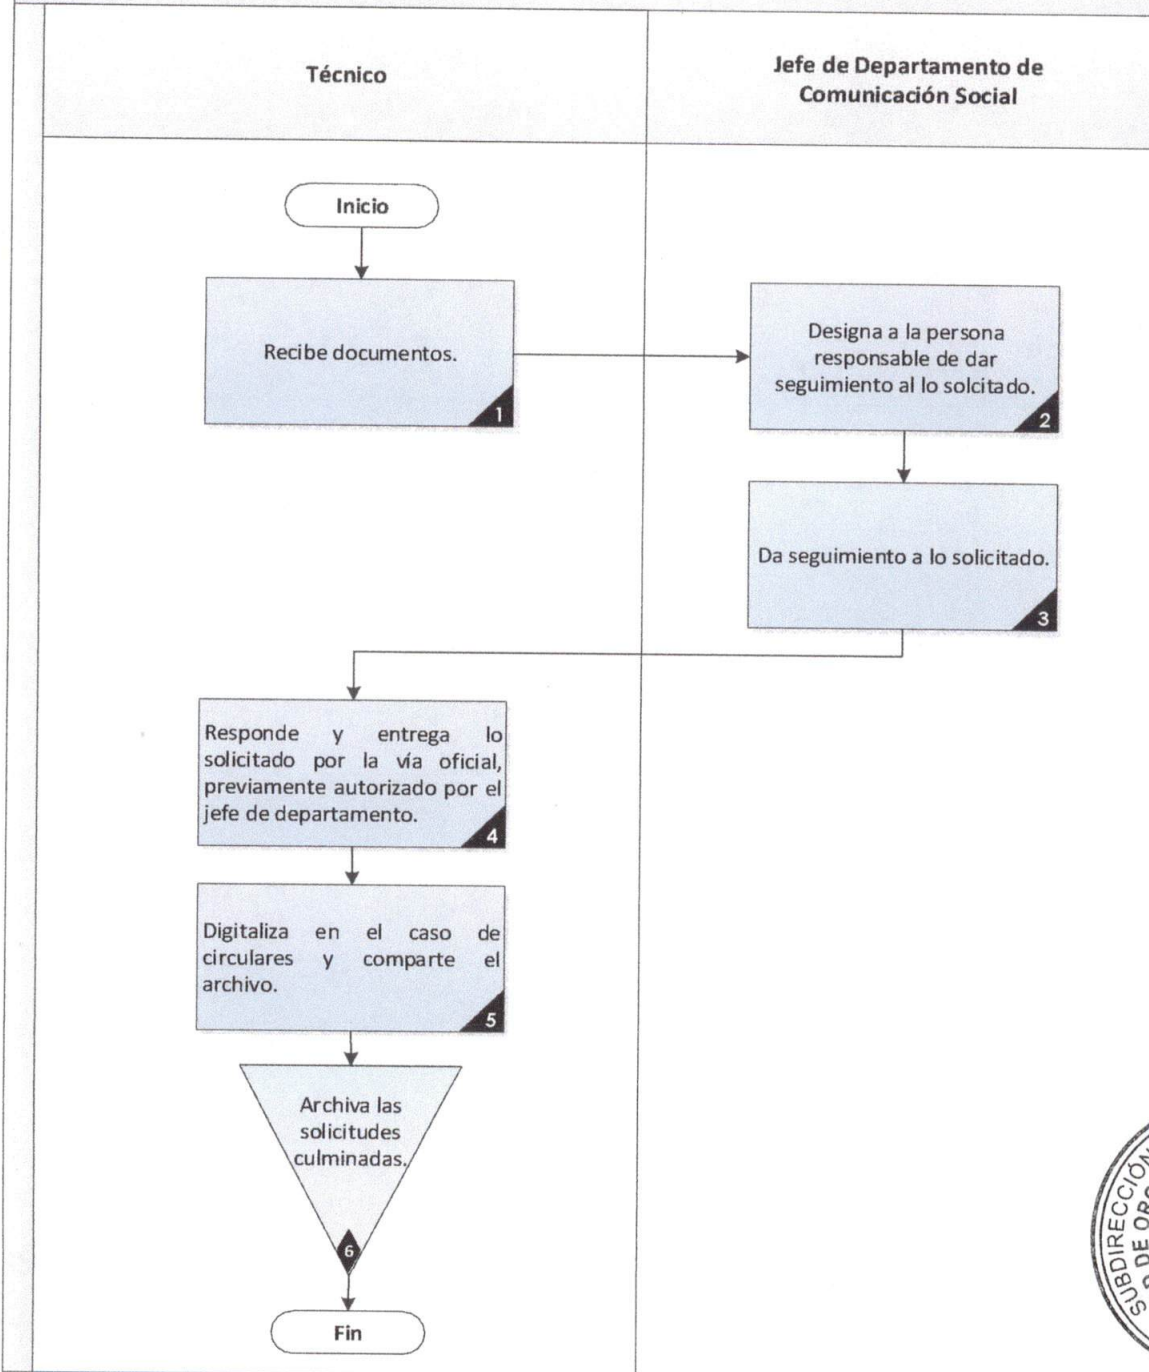 Técnico
Jefe de Departamento de
Comunicación Social
Inicio
Recibe documentos.
1
Designa a la persona
responsable de dar
seguimiento al lo solcitado.
2
Da seguimiento a lo solicitado.
3
Responde y entrega lo
solicitado por la vía oficial,
previamente autorizado por el
jefe de departamento.
4
Digitaliza en el caso de
circulares y comparte el
archivo.
5
Archiva las
solicitudes
culminadas.
6
Fin
SUBDIRECCIÓN
DE ORG